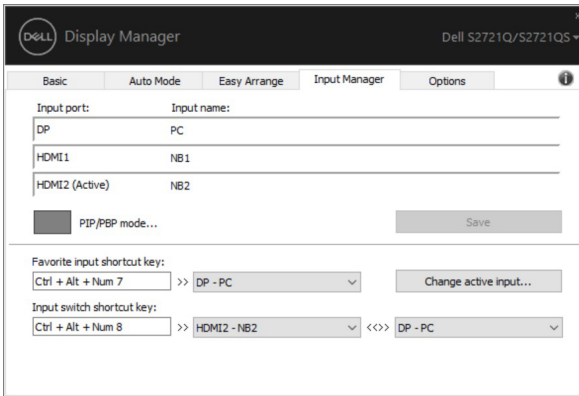 DELL Display Manager Dell S2721Q/S2721QS
Basic Auto Mode Easy Arrange Input Manager Options
Input port: Input name:
DP PC
HDMI1 NB1
HDMI2 (Active) NB2
PIP/PBP mode... Save
Favorite input shortcut key:
Ctrl + Alt + Num 7 >> DP - PC Change active input...
Input switch shortcut key:
Ctrl + Alt + Num 8 >> HDMI2 - NB2 <<>> DP - PC